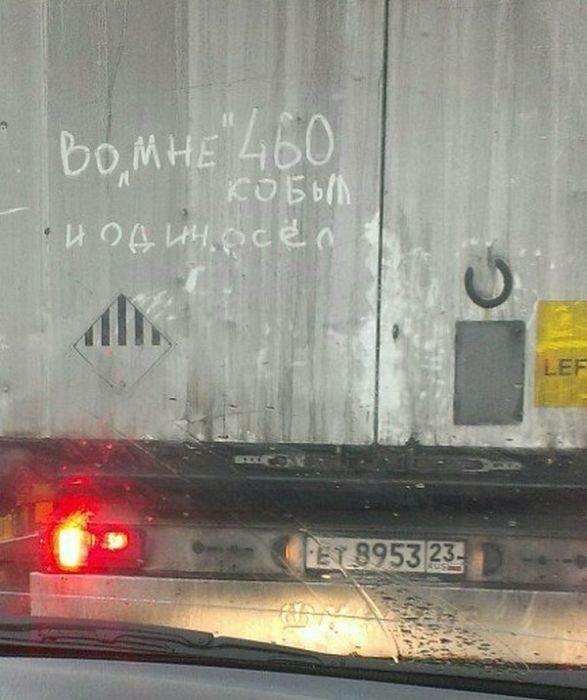 ВО „МНЕ" 460
КОБЫЛ
И ОДИН ОСЁЛ
LEF
ЕТ 8953 23
RUS